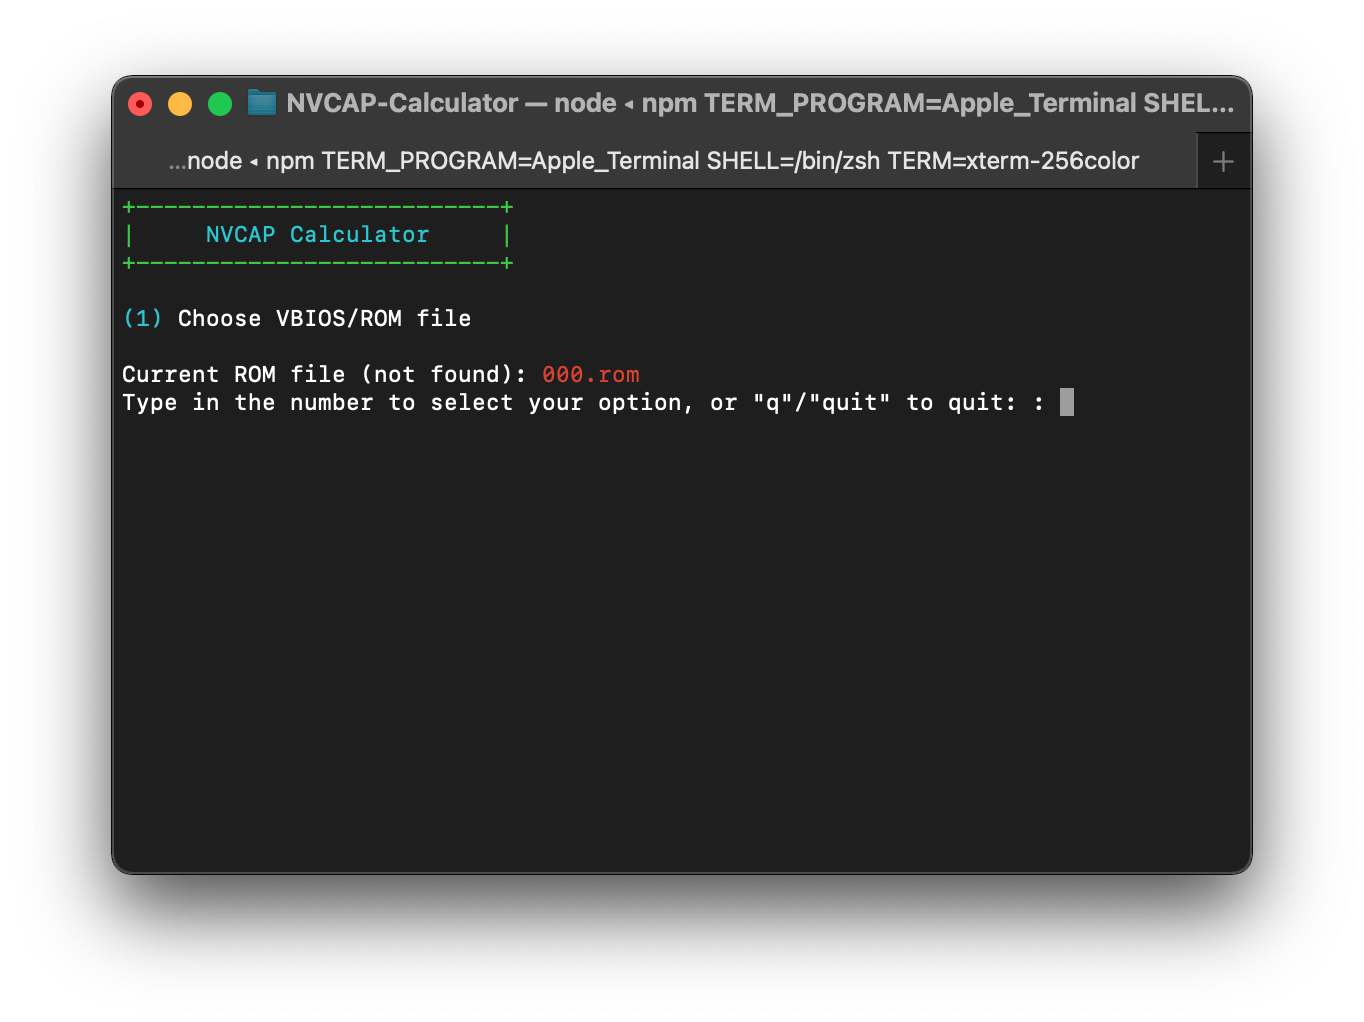 NVCAP-Calculator — node ◂ npm TERM_PROGRAM=Apple_Terminal SHEL...
...node ◂ npm TERM_PROGRAM=Apple_Terminal SHELL=/bin/zsh TERM=xterm-256color
+
+--------------------------+
|     NVCAP Calculator     |
+--------------------------+
(1) Choose VBIOS/ROM file
Current ROM file (not found): 000.rom
Type in the number to select your option, or "q"/"quit" to quit: :